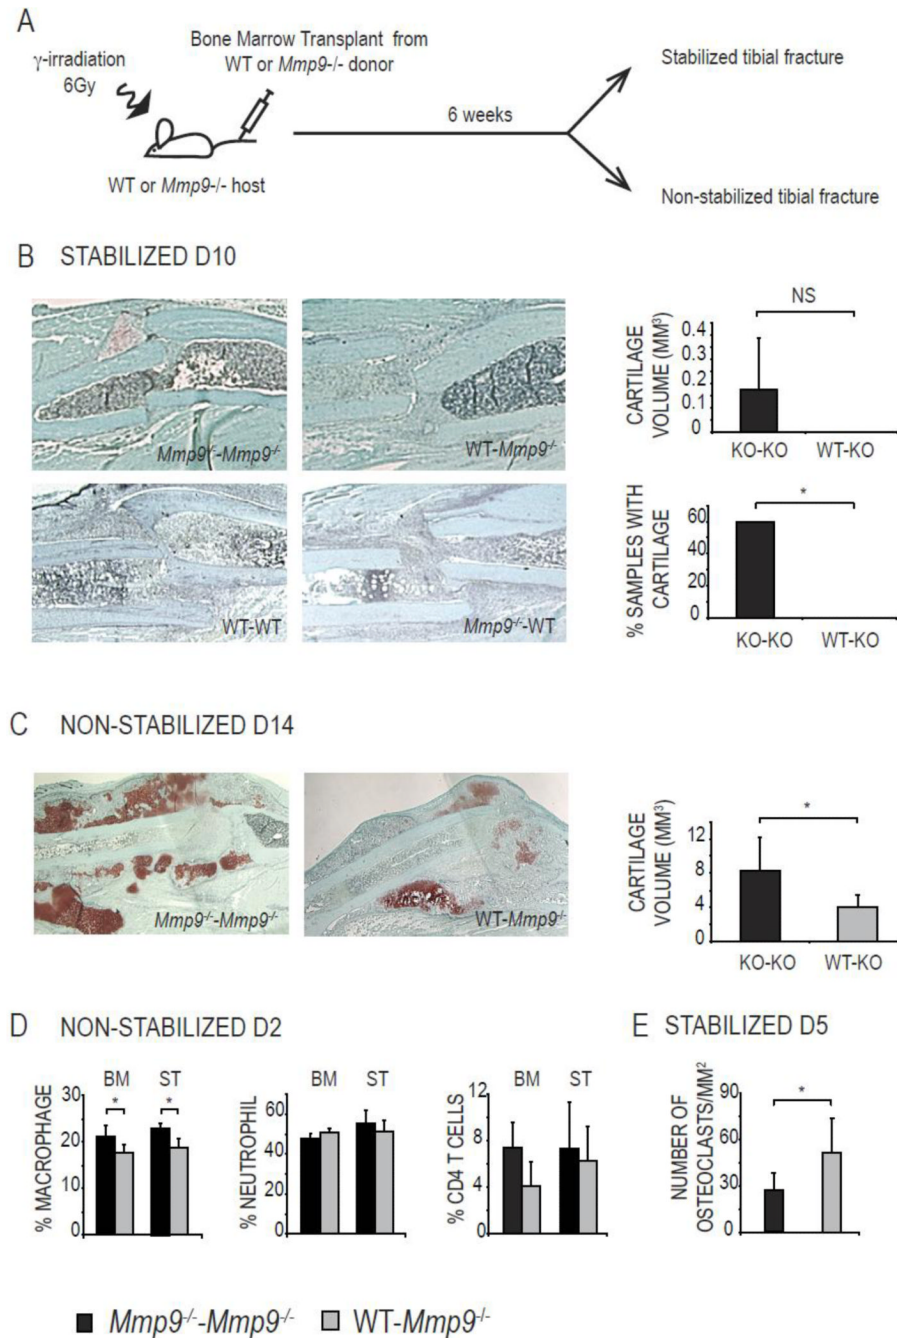 A
γ-irradiation
6Gy
Bone Marrow Transplant from
WT or Mmp9-/- donor
WT or Mmp9-/- host
6 weeks
Stabilized tibial fracture
Non-stabilized tibial fracture
B STABILIZED D10
Mmp9-/--Mmp9-/-
WT-Mmp9-/-
WT-WT
Mmp9-/--WT
CARTILAGE
VOLUME (MM³)
NS
0.4
0.3
0.2
0.1
0
KO-KO WT-KO
% SAMPLES WITH
CARTILAGE
*
60
40
20
0
KO-KO WT-KO
C NON-STABILIZED D14
Mmp9-/--Mmp9-/-
WT-Mmp9-/-
CARTILAGE
VOLUME (MM³)
*
12
8
4
0
KO-KO WT-KO
D NON-STABILIZED D2
% MACROPHAGE
BM ST
* *
30
20
10
0
% NEUTROPHIL
BM ST
60
40
20
0
% CD4 T CELLS
BM ST
12
8
4
0
E STABILIZED D5
NUMBER OF
OSTEOCLASTS/MM²
*
90
60
30
0
Mmp9-/--Mmp9-/- WT-Mmp9-/-